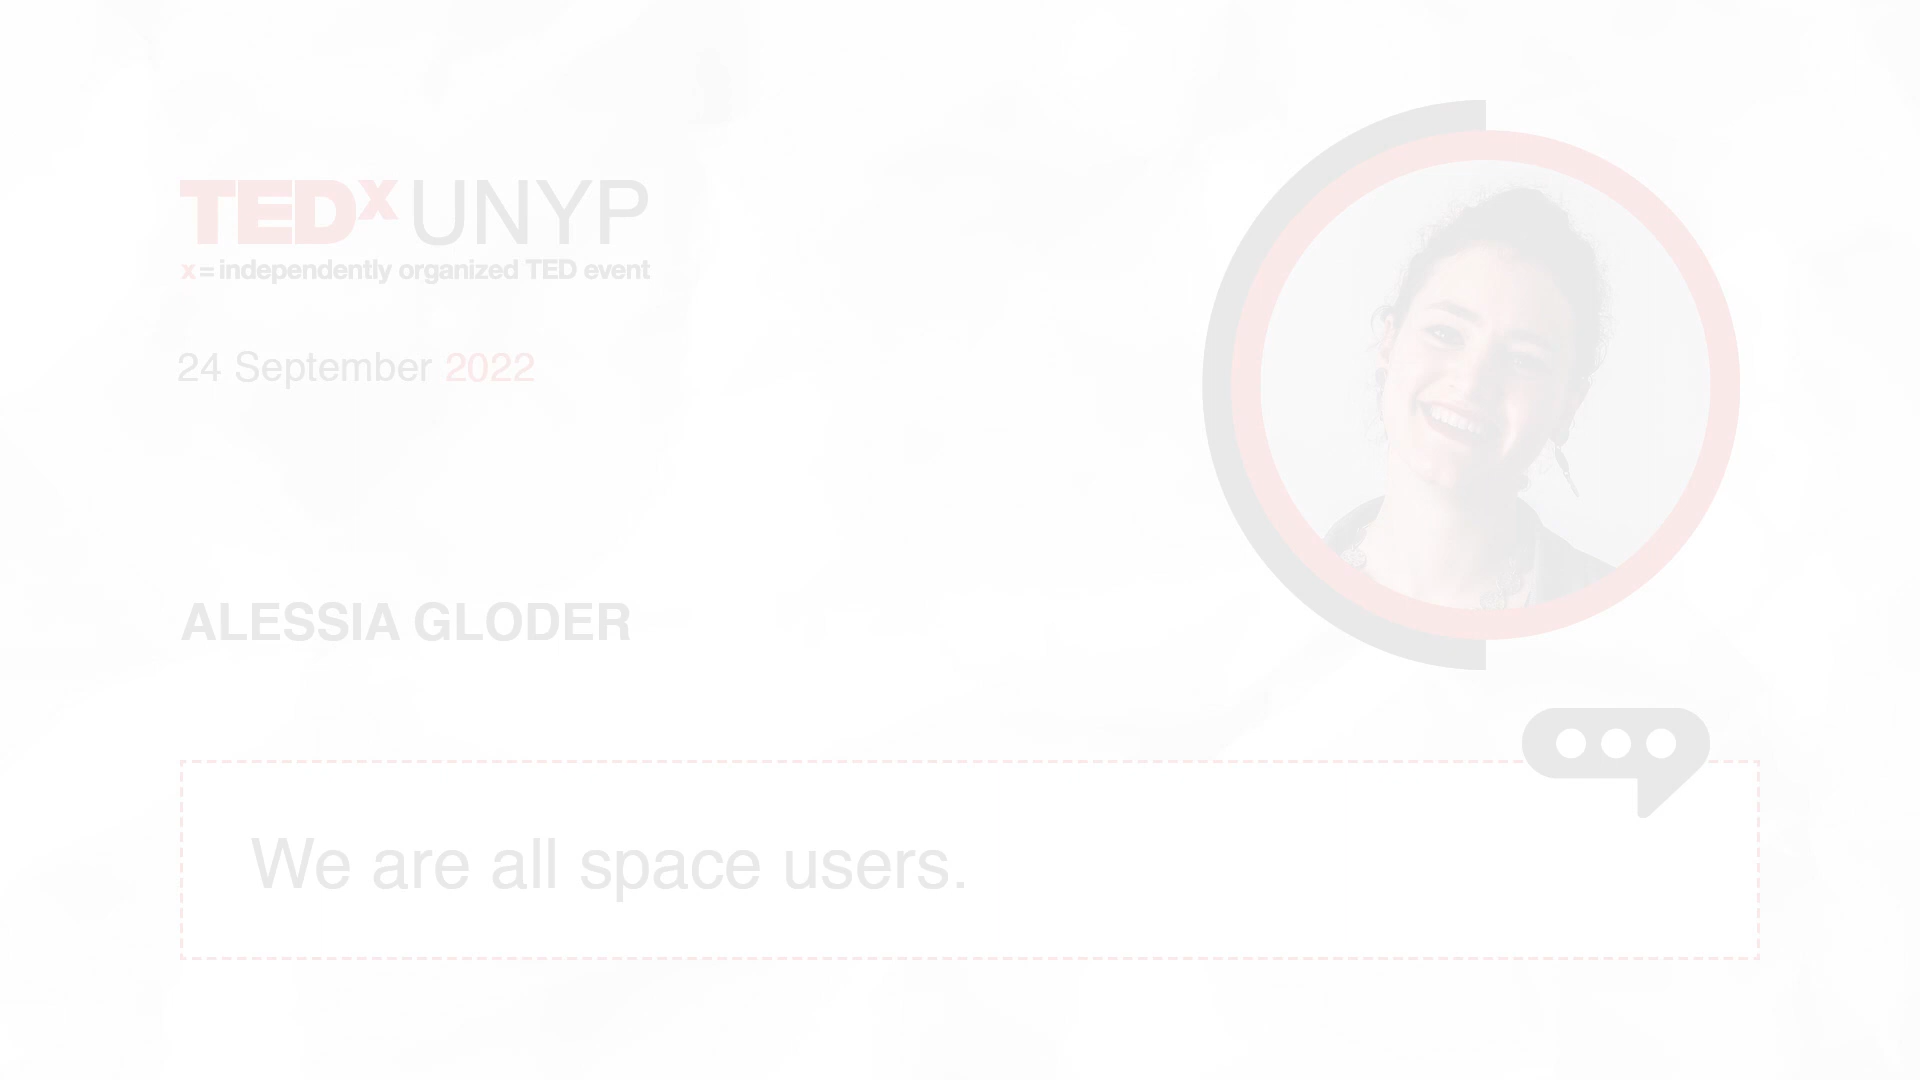 TEDx UNYP
x = independently organized TED event
24 September 2022
ALESSIA GLODER
We are all space users.